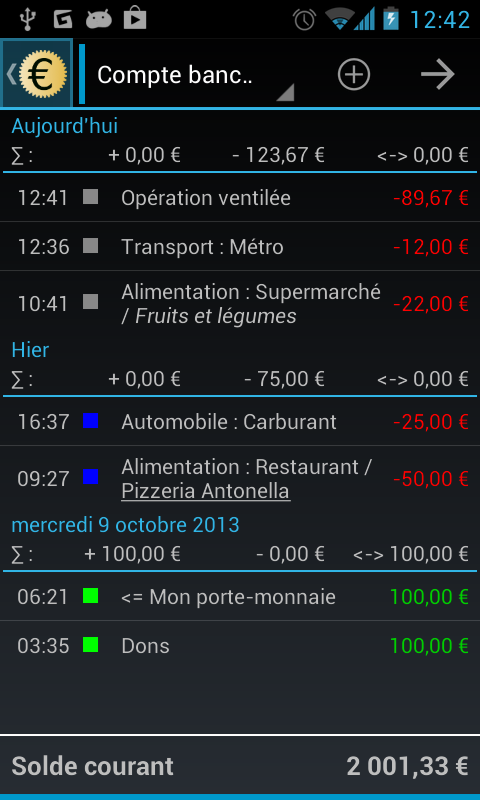 12:42
€ Compte banc..
Aujourd'hui
∑ : + 0,00 € - 123,67 € <-> 0,00 €
12:41 Opération ventilée -89,67 €
12:36 Transport : Métro -12,00 €
10:41 Alimentation : Supermarché
/ Fruits et légumes -22,00 €
Hier
∑ : + 0,00 € - 75,00 € <-> 0,00 €
16:37 Automobile : Carburant -25,00 €
09:27 Alimentation : Restaurant /
Pizzeria Antonella -50,00 €
mercredi 9 octobre 2013
∑ : + 100,00 € - 0,00 € <-> 100,00 €
06:21 <= Mon porte-monnaie 100,00 €
03:35 Dons 100,00 €
Solde courant 2 001,33 €